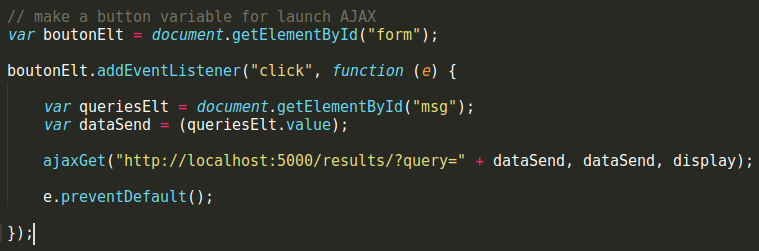 // make a button variable for launch AJAX
var boutonElt = document.getElementById("form");
boutonElt.addEventListener("click", function (e) {
var queriesElt = document.getElementById("msg");
var dataSend = (queriesElt.value);
ajaxGet("http://localhost:5000/results/?query=" + dataSend, dataSend, display);
e.preventDefault();
});